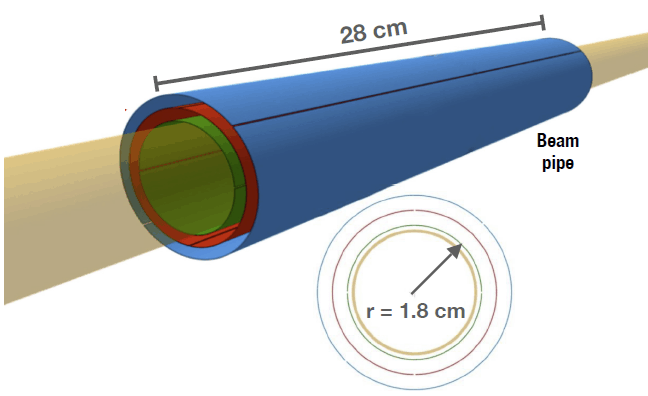 28 cm
Beam
pipe
r = 1.8 cm